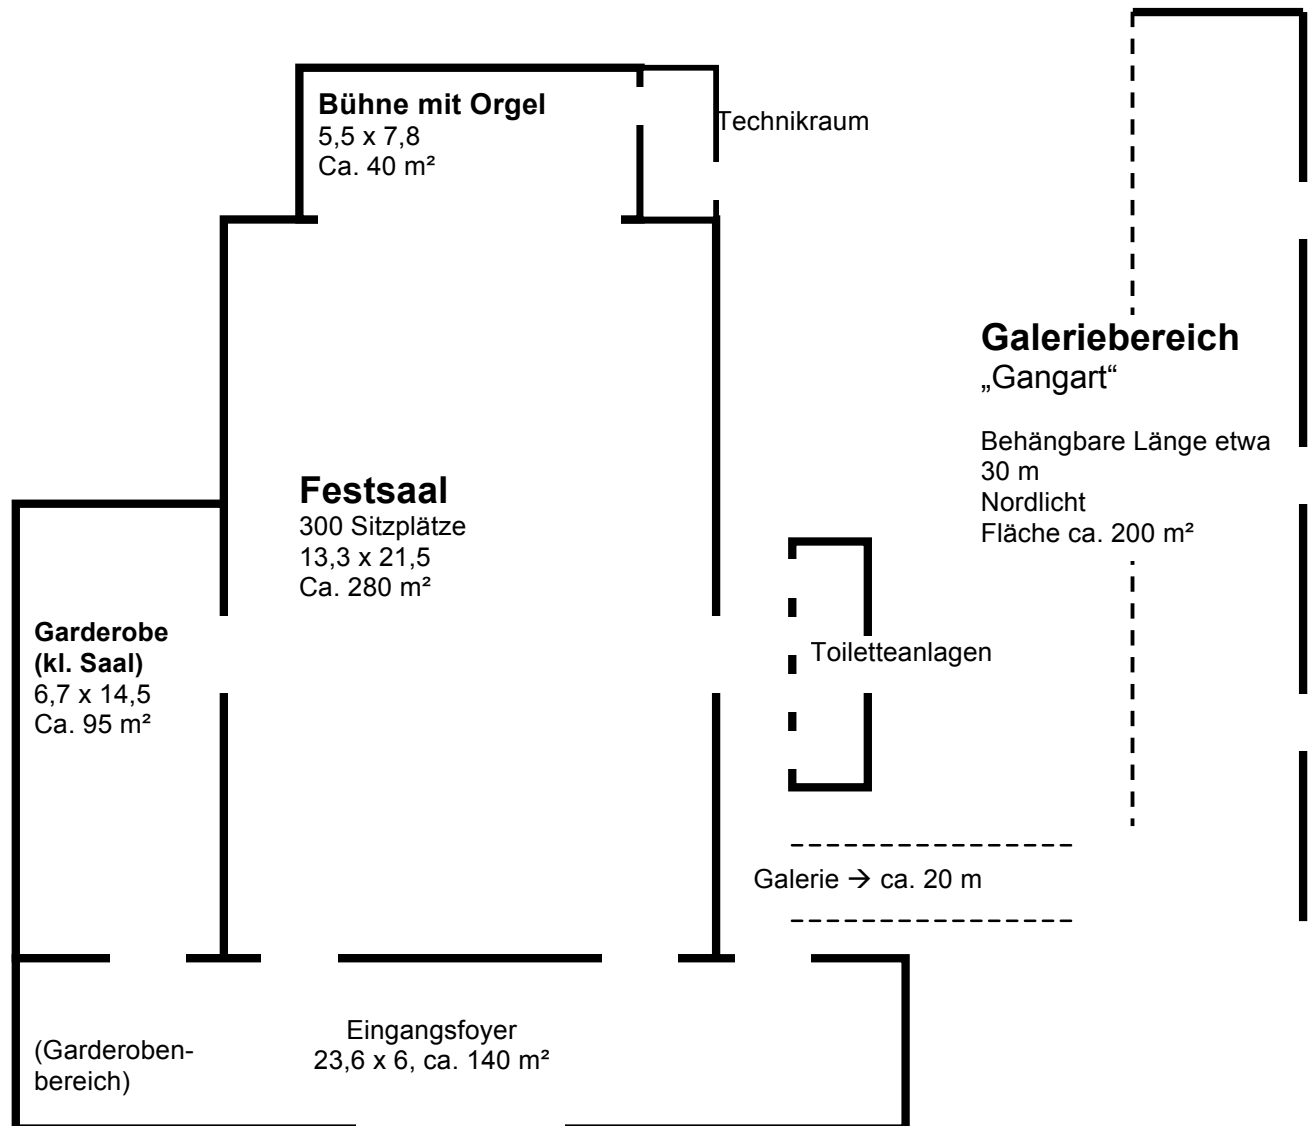 Bühne mit Orgel
5,5 x 7,8
Ca. 40 m²
Technikraum
Galeriebereich
„Gangart“
Behängbare Länge etwa
30 m
Nordlicht
Fläche ca. 200 m²
Festsaal
300 Sitzplätze
13,3 x 21,5
Ca. 280 m²
Garderobe
(kl. Saal)
6,7 x 14,5
Ca. 95 m²
Toiletteanlagen
Galerie → ca. 20 m
Eingangsfoyer
23,6 x 6, ca. 140 m²
(Garderoben-
bereich)